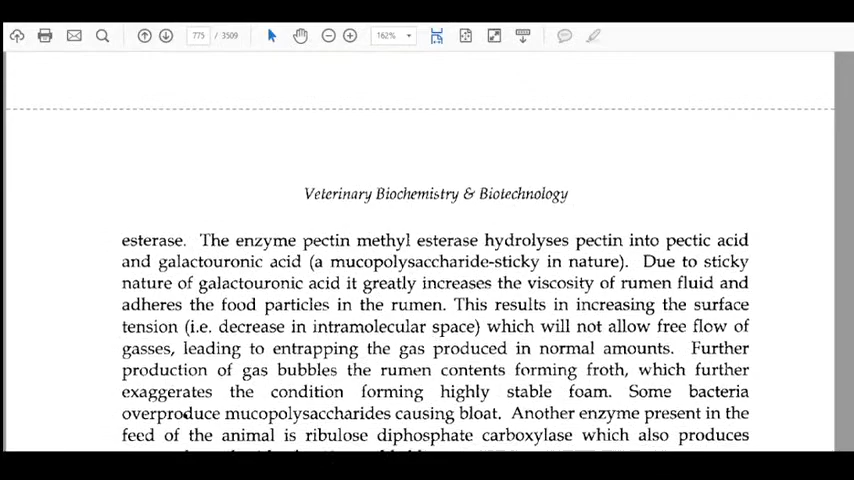 775 / 3509 162%
Veterinary Biochemistry & Biotechnology
esterase. The enzyme pectin methyl esterase hydrolyses pectin into pectic acid
and galactouronic acid (a mucopolysaccharide-sticky in nature). Due to sticky
nature of galactouronic acid it greatly increases the viscosity of rumen fluid and
adheres the food particles in the rumen. This results in increasing the surface
tension (i.e. decrease in intramolecular space) which will not allow free flow of
gasses, leading to entrapping the gas produced in normal amounts. Further
production of gas bubbles the rumen contents forming froth, which further
exaggerates the condition forming highly stable foam. Some bacteria
overproduce mucopolysaccharides causing bloat. Another enzyme present in the
feed of the animal is ribulose diphosphate carboxylase which also produces